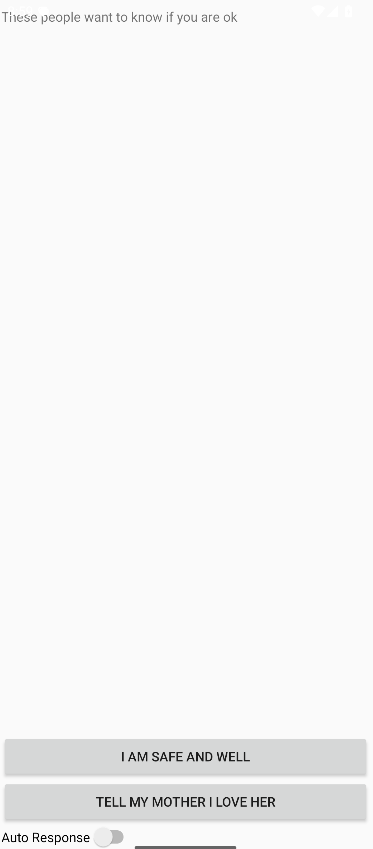 These people want to know if you are ok
I AM SAFE AND WELL
TELL MY MOTHER I LOVE HER
Auto Response